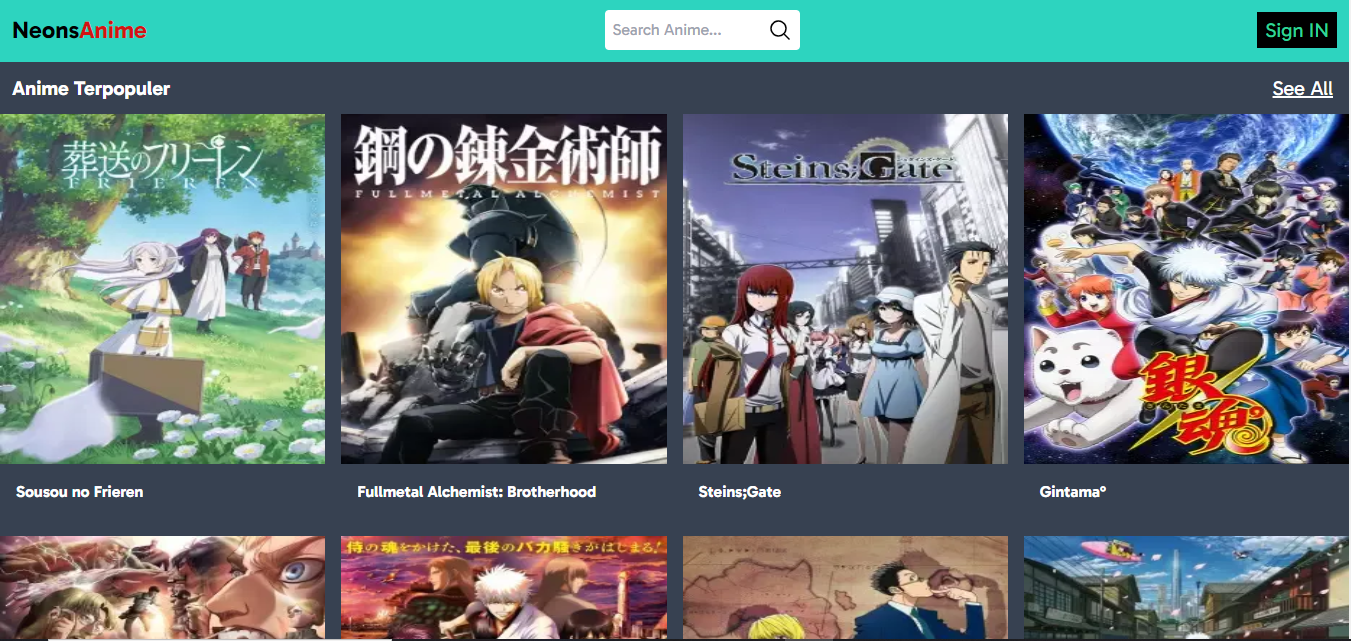 NeonsAnime
Search Anime...
Sign IN
Anime Terpopuler
See All
葬送のフリーレン
FRIEREN
鋼の錬金術師
FULLMETAL ALCHEMIST
Steins;Gate
銀魂°
Sousou no Frieren
Fullmetal Alchemist: Brotherhood
Steins;Gate
Gintama°
侍の魂をかけた、最後のバカ騒ぎがはじまる!